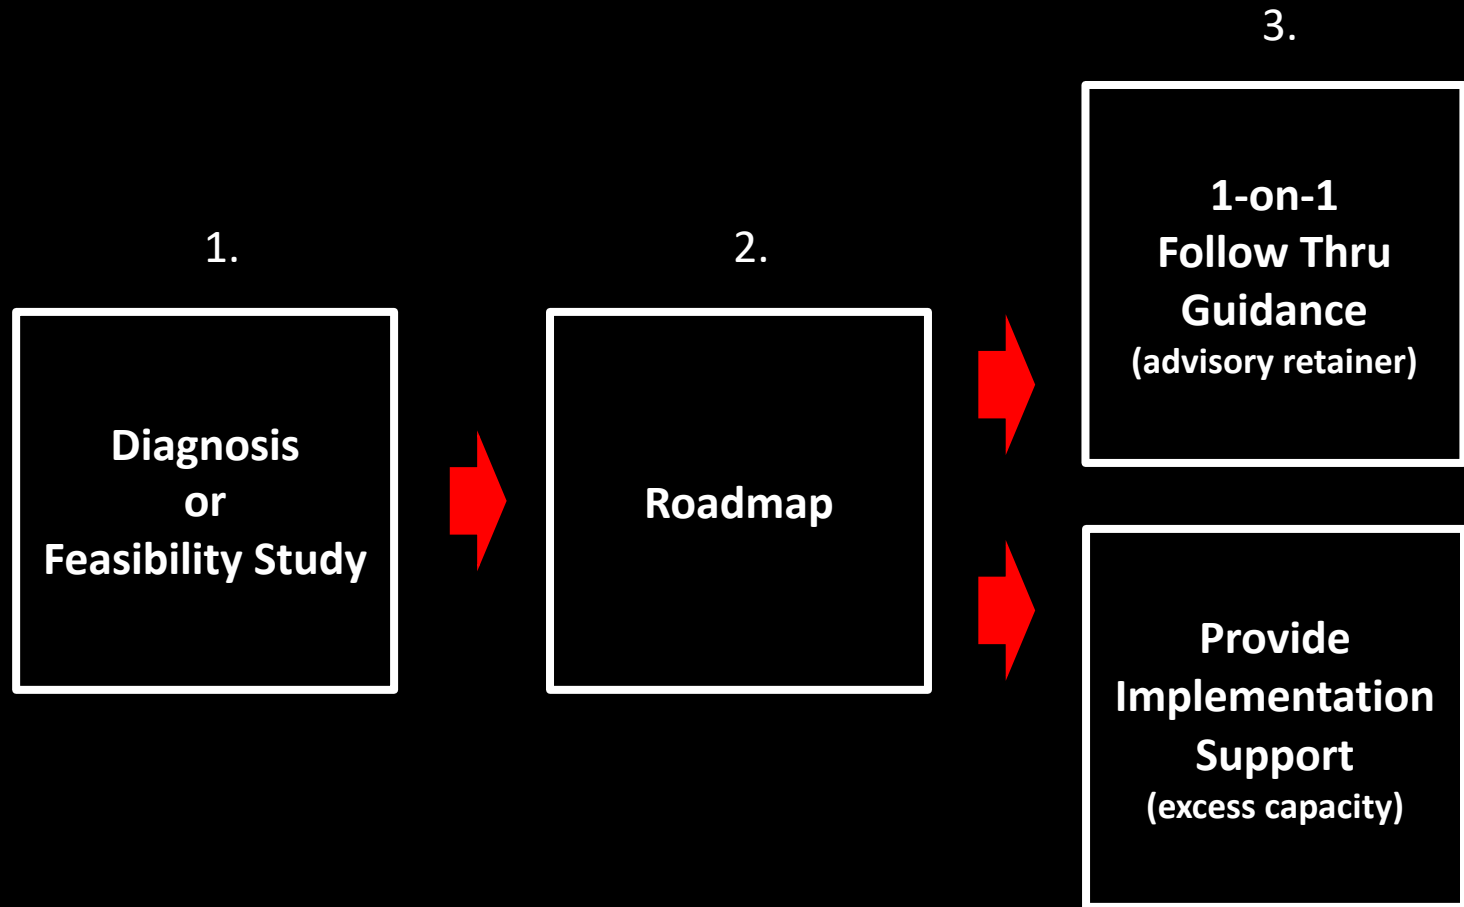 1.
Diagnosis
or
Feasibility Study
2.
Roadmap
3.
1-on-1
Follow Thru
Guidance
(advisory retainer)
Provide
Implementation
Support
(excess capacity)